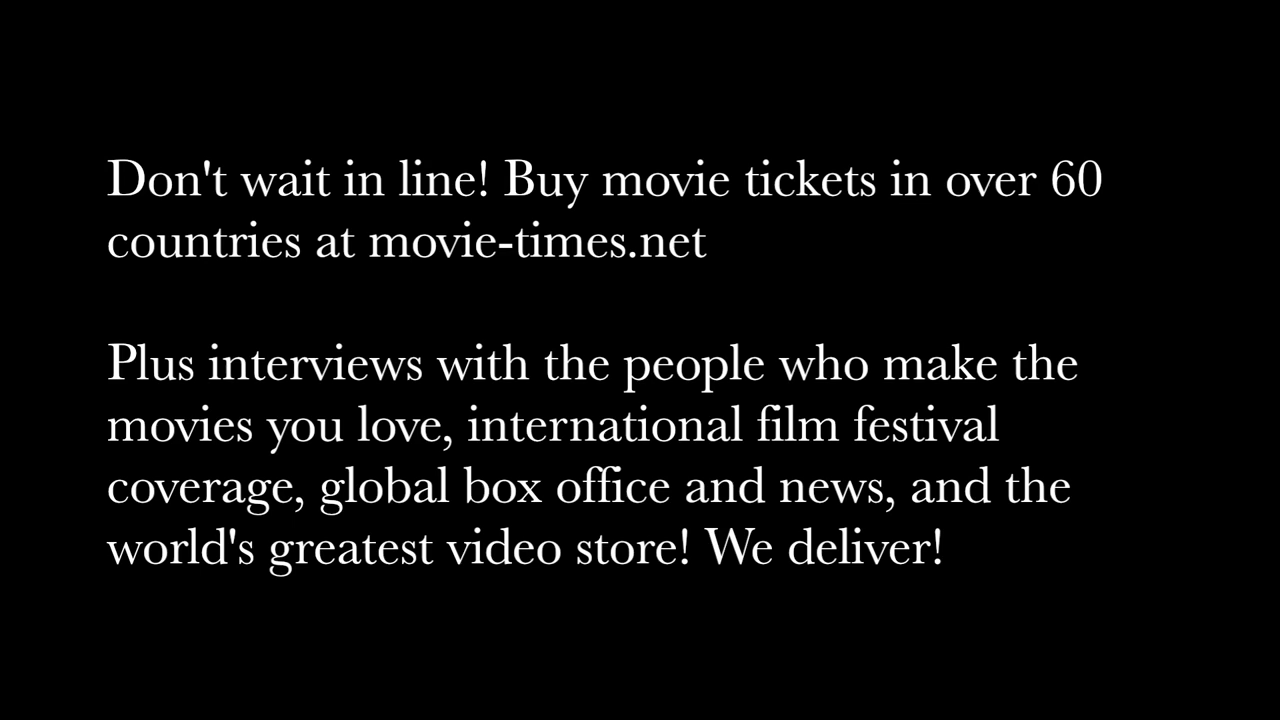 Don't wait in line! Buy movie tickets in over 60
countries at movie-times.net
Plus interviews with the people who make the
movies you love, international film festival
coverage, global box office and news, and the
world's greatest video store! We deliver!